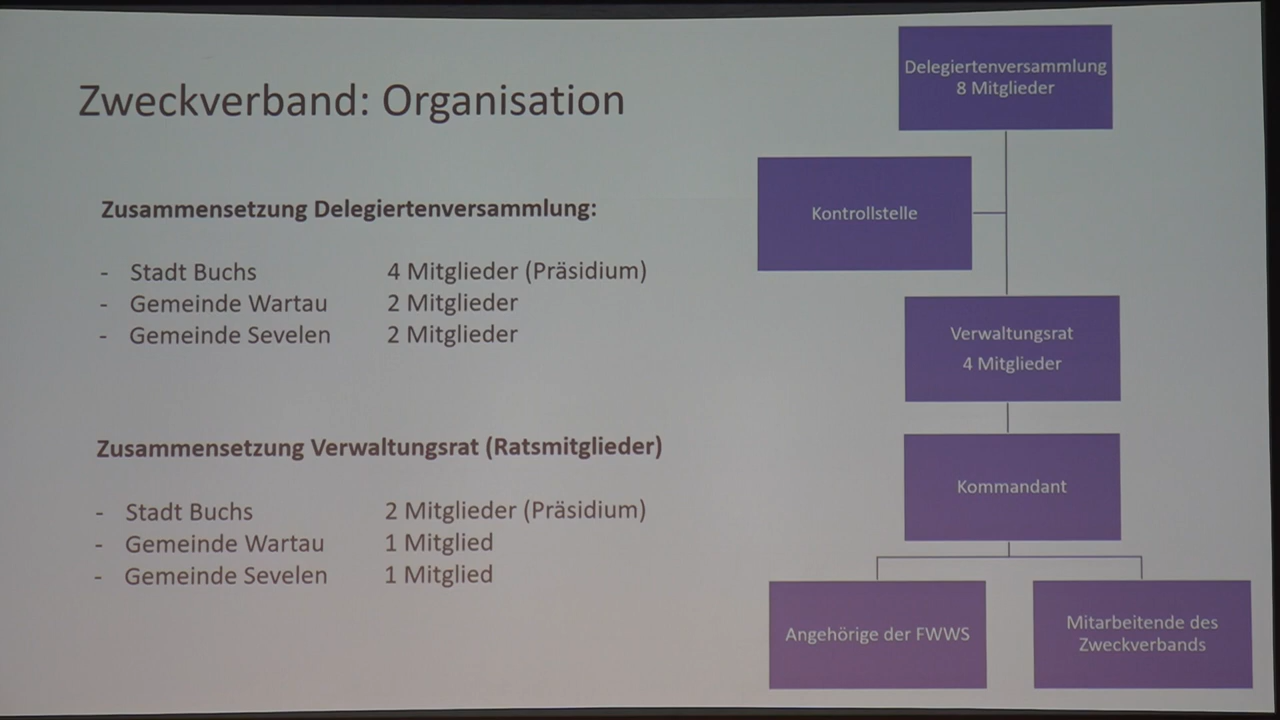 Zweckverband: Organisation
Zusammensetzung Delegiertenversammlung:
- Stadt Buchs 4 Mitglieder (Präsidium)
- Gemeinde Wartau 2 Mitglieder
- Gemeinde Sevelen 2 Mitglieder
Zusammensetzung Verwaltungsrat (Ratsmitglieder)
- Stadt Buchs 2 Mitglieder (Präsidium)
- Gemeinde Wartau 1 Mitglied
- Gemeinde Sevelen 1 Mitglied
Delegiertenversammlung
8 Mitglieder
Kontrollstelle
Verwaltungsrat
4 Mitglieder
Kommandant
Angehörige der FWWS
Mitarbeitende des
Zweckverbands